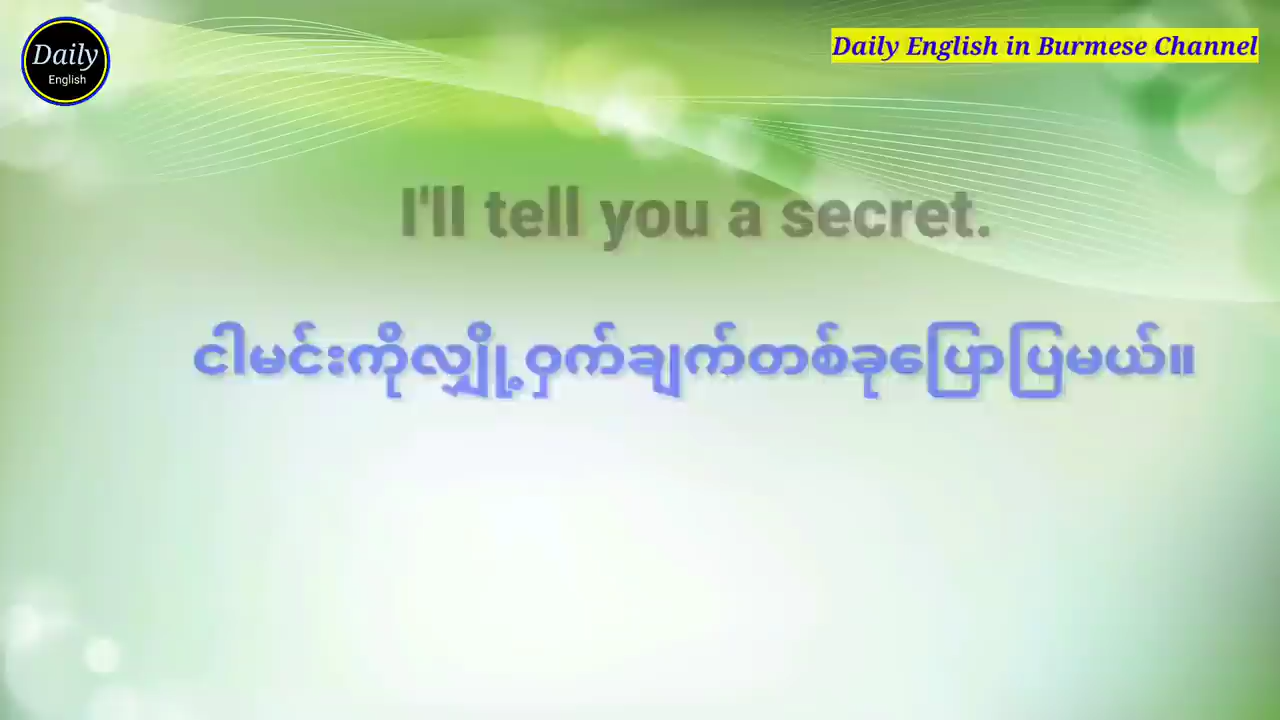 Daily
English
Daily English in Burmese Channel
I'll tell you a secret.
ငါမင်းကိုလျှို့ဝှက်ချက်တစ်ခုပြောပြမယ်။